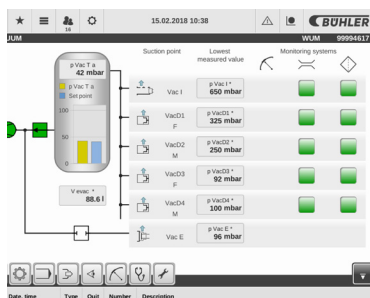 15.02.2018 10:38
BÜHLER
16
JUM
WUM 99994617
Suction point
Lowest
measured value
Monitoring systems
p Vac T a
42 mbar
p Vac T a
Set point
100
50
0
Vac I
p Vac I *
650 mbar
VacD1
F
p VacD1 *
325 mbar
VacD2
M
p VacD2 *
250 mbar
VacD3
F
p VacD3 *
92 mbar
VacD4
M
p VacD4 *
100 mbar
Vac E
p Vac E *
96 mbar
V evac *
88.6 l
Date, time Type Quit Number Description